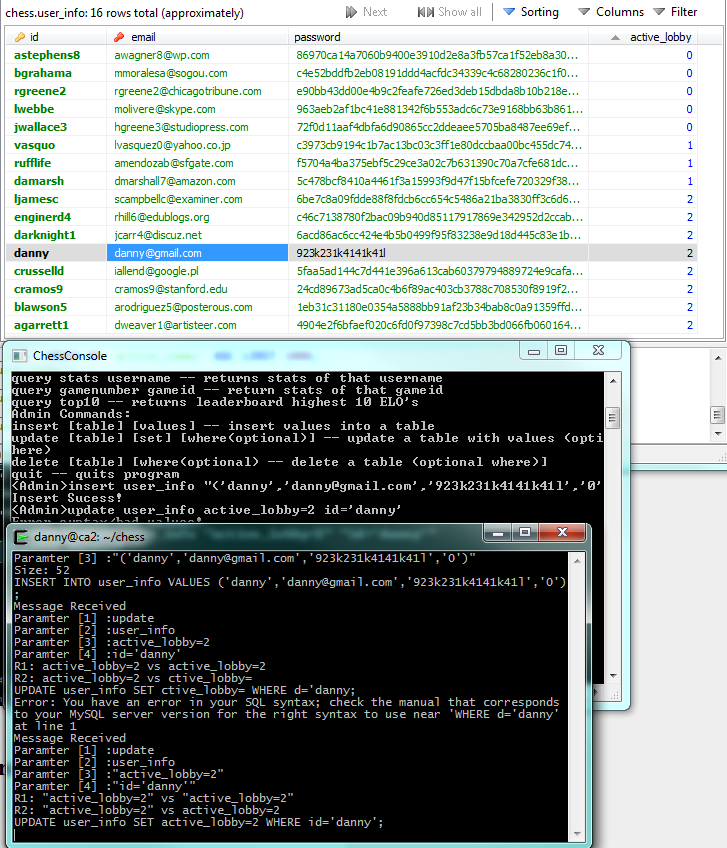 chess.user_info: 16 rows total (approximately) Next Show all Sorting Columns Filter
id email password active_lobby
astephens8 awagner8@wp.com 86970ca14a7060b9400e3910d2e8a3fb57ca1f52eb8a30... 0
bgrahama mmoralesa@sogou.com c4e52bddfb2eb08191ddd4acfdc34339c4c68280236c1f0... 0
rgreene2 rgreene2@chicagotribune.com e90bb43dd00e4b9c2feafe726ed3deb15dbda8b10b218e... 0
lwebbe molivere@skype.com 963aeb2af1bc41e881342f6b553adc6c73e9168bb63b861... 0
jwallace3 hgreene3@studiopress.com 72f0d11aaf4dbfa6d90865cc2ddeaee5705ba8487ee69ef... 0
vasquo lvasquez0@yahoo.co.jp c3973cb9194c1b7ac13bc03c3ff1e80dccbaa00bc455dc74... 1
rufflife amendozab@sfgate.com f5704a4ba375ebf5c29ce3a02c7b631390c70a7cfe681dc... 1
damarsh dmarshall7@amazon.com 5c478bcf8410a4461f3a15993f9d47f15bfcefe720329f38... 1
ljamesc scampbellc@examiner.com 6be7c8a09fdde88f8fdcb6cc654c5486a21ba3830ff3c6d6... 2
enginerd4 rhill6@edublogs.org c46c7138780f2bac09b940d85117917869e342952d2ccab... 2
darknight1 jcarr4@discuz.net 6acd86ac6cc424e4b5b0499f95f83238e9d18d445c83e1b... 2
danny danny@gmail.com 923k231k4141k41l 2
crusselld iallend@google.pl 5faa5ad144c7d441e396a613cab60379794889724e9cafa... 2
cramos9 cramos9@stanford.edu 24cd89673ad5ca0c4b6f89ac403cb3788c708530f8919f2... 2
blawson5 arodriguez5@posterous.com 1eb31c31180e0354a5888bb91af23b34bab8c0a91359ffd... 2
agarrett1 dweaver1@artisteer.com 4904e2f6bfaef020c6fd0f97398c7cd5bb3bd066fb060164... 2
ChessConsole
query stats username -- returns stats of that username
query gamenumber gameid -- return stats of that gameid
query top10 -- returns leaderboard highest 10 ELO's
Admin Commands:
insert [table] [values] -- insert values into a table
update [table] [set] [where(optional)] -- update a table with values (opti
here)
delete [table] [where(optional) -- delete a table (optional where)]
quit -- quits program
<Admin>insert user_info "('danny','danny@gmail.com','923k231k4141k41l','0'
Insert Sucess!
<Admin>update user_info active_lobby=2 id='danny'
danny@ca2: ~/chess
Paramter [3] :"('danny','danny@gmail.com','923k231k4141k41l','0')"
Size: 52
INSERT INTO user_info VALUES ('danny','danny@gmail.com','923k231k4141k41l','0')
;
Message Received
Paramter [1] :update
Paramter [2] :user_info
Paramter [3] :active_lobby=2
Paramter [4] :id='danny'
R1: active_lobby=2 vs active_lobby=2
R2: active_lobby=2 vs ctive_lobby=
UPDATE user_info SET ctive_lobby= WHERE d='danny;
Error: You have an error in your SQL syntax; check the manual that corresponds
to your MySQL server version for the right syntax to use near 'WHERE d='danny'
at line 1
Message Received
Paramter [1] :update
Paramter [2] :user_info
Paramter [3] :"active_lobby=2"
Paramter [4] :"id='danny'"
R1: "active_lobby=2" vs "active_lobby=2"
R2: "active_lobby=2" vs active_lobby=2
UPDATE user_info SET active_lobby=2 WHERE id='danny';